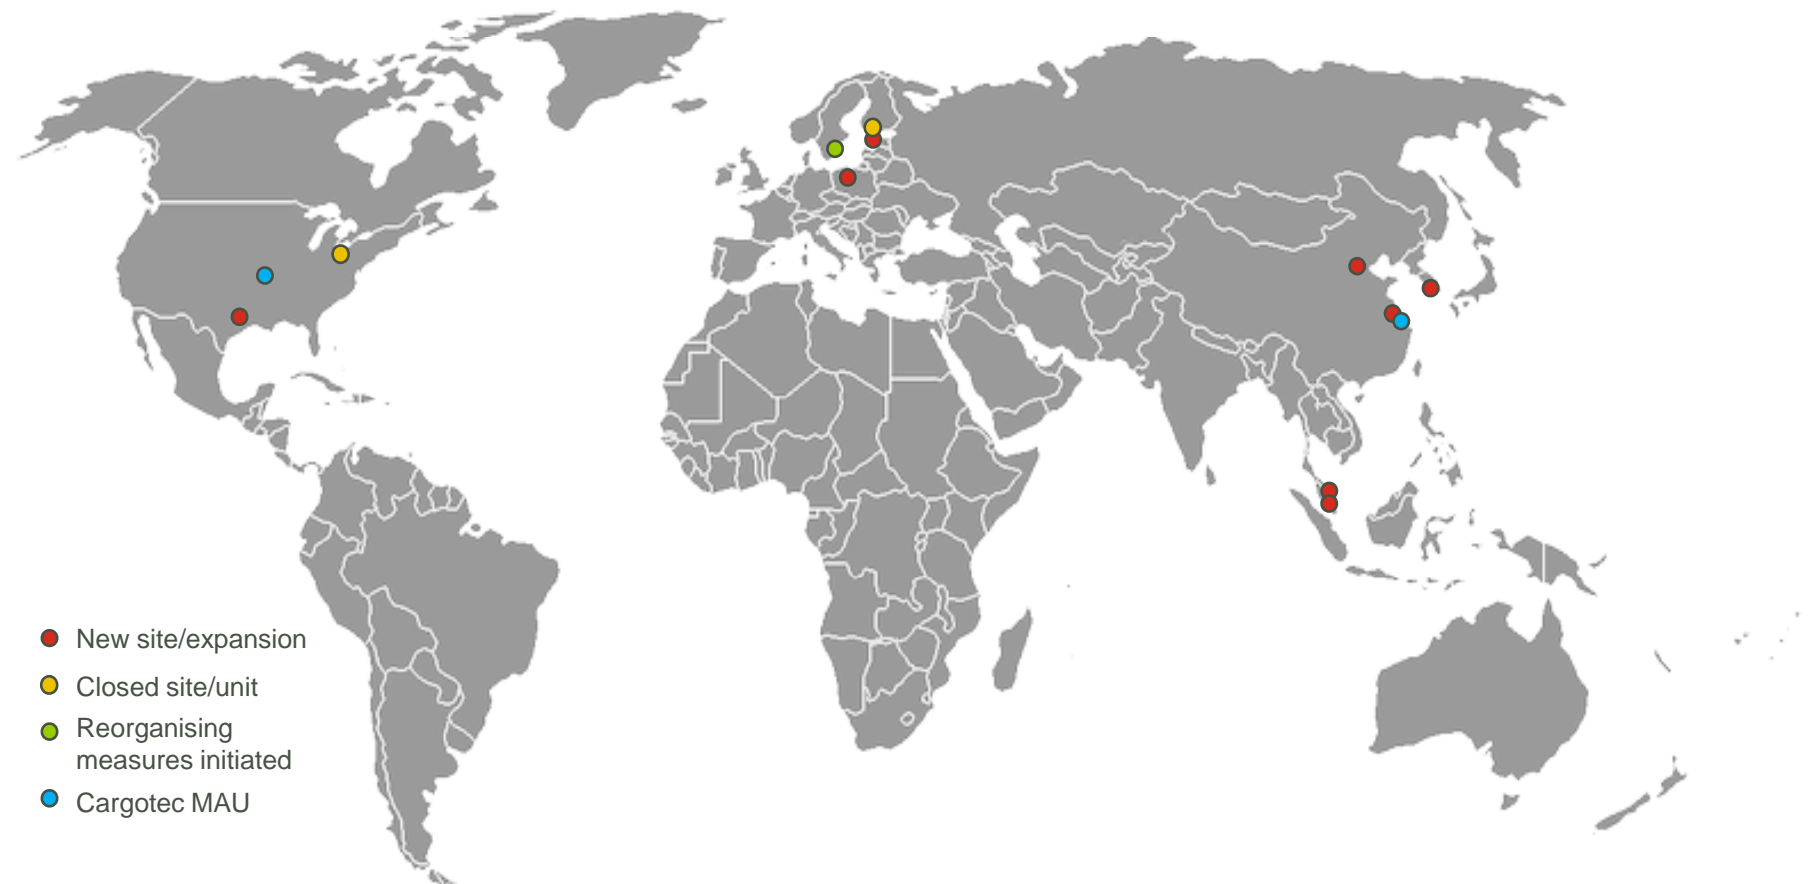 New site/expansion
Closed site/unit
Reorganising
measures initiated
Cargotec MAU